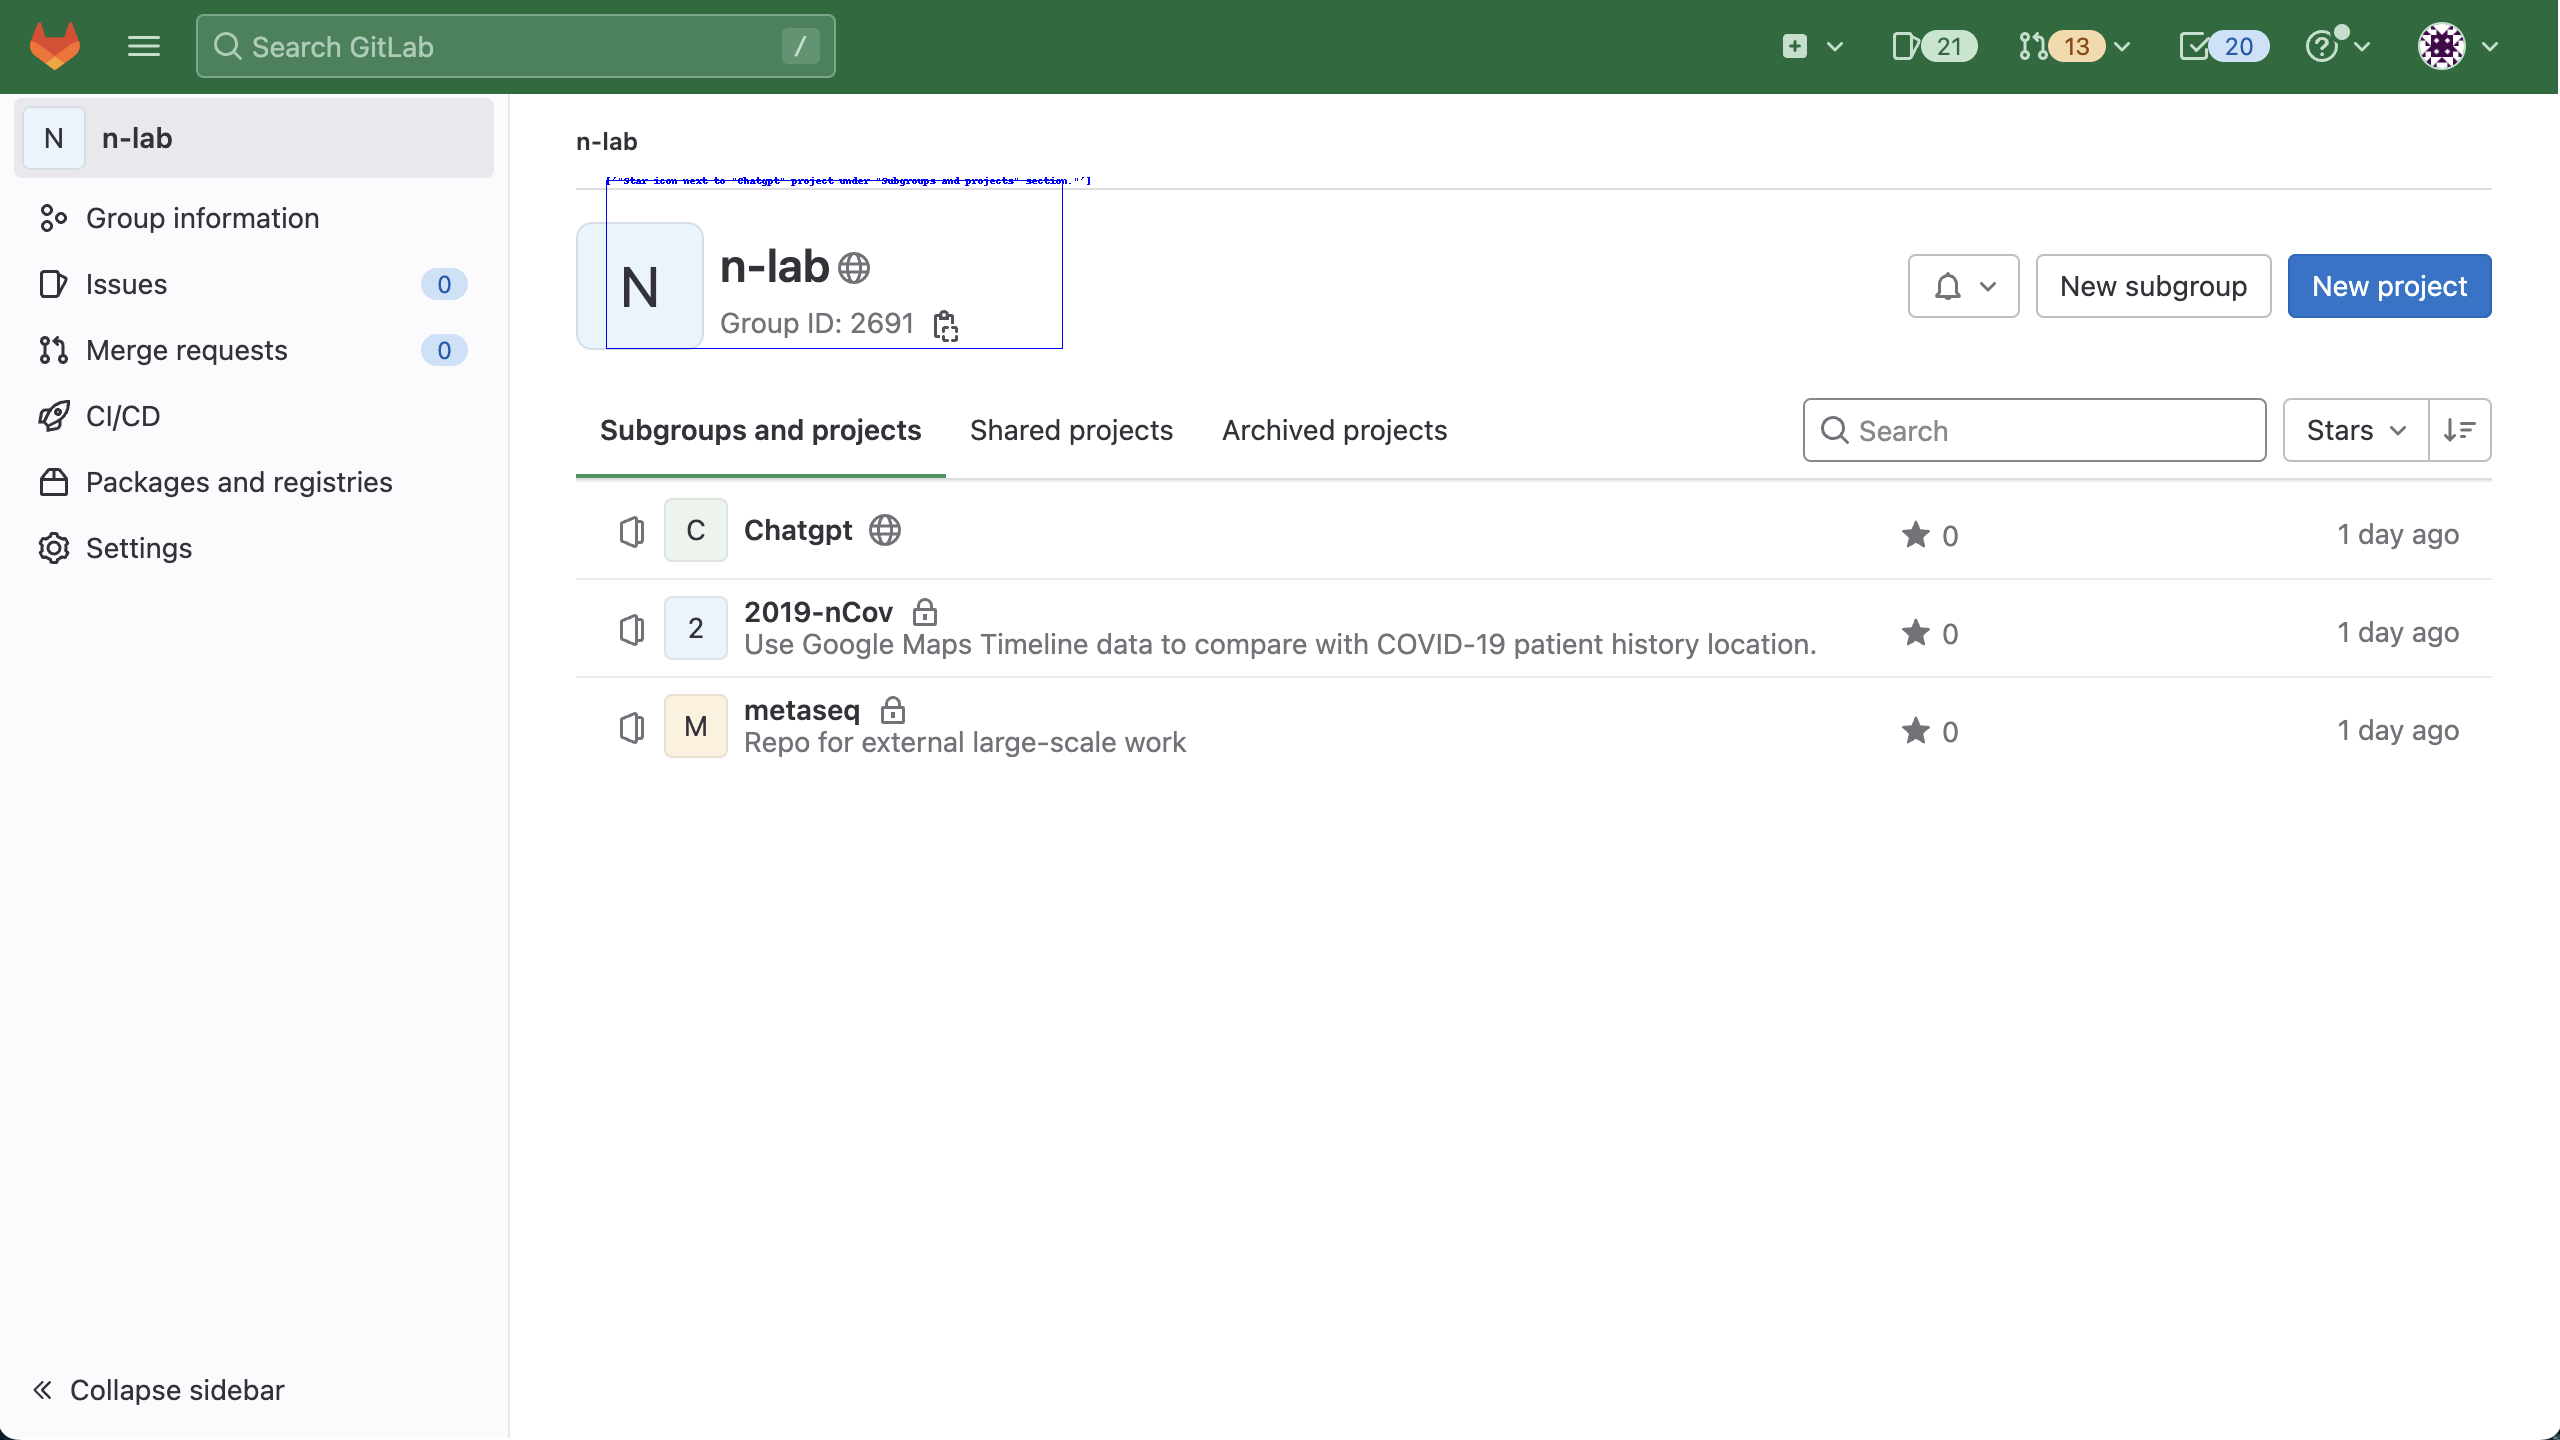 Search GitLab
/
21
13
20
N
n-lab
Group information
Issues
0
Merge requests
0
CI/CD
Packages and registries
Settings
Collapse sidebar
n-lab
['"Star icon next to "Chatgpt" project under "Subgroups and projects" section."']
N
n-lab
Group ID: 2691
New subgroup
New project
Subgroups and projects
Shared projects
Archived projects
Search
Stars
C
Chatgpt
0
1 day ago
2
2019-nCov
Use Google Maps Timeline data to compare with COVID-19 patient history location.
0
1 day ago
M
metaseq
Repo for external large-scale work
0
1 day ago